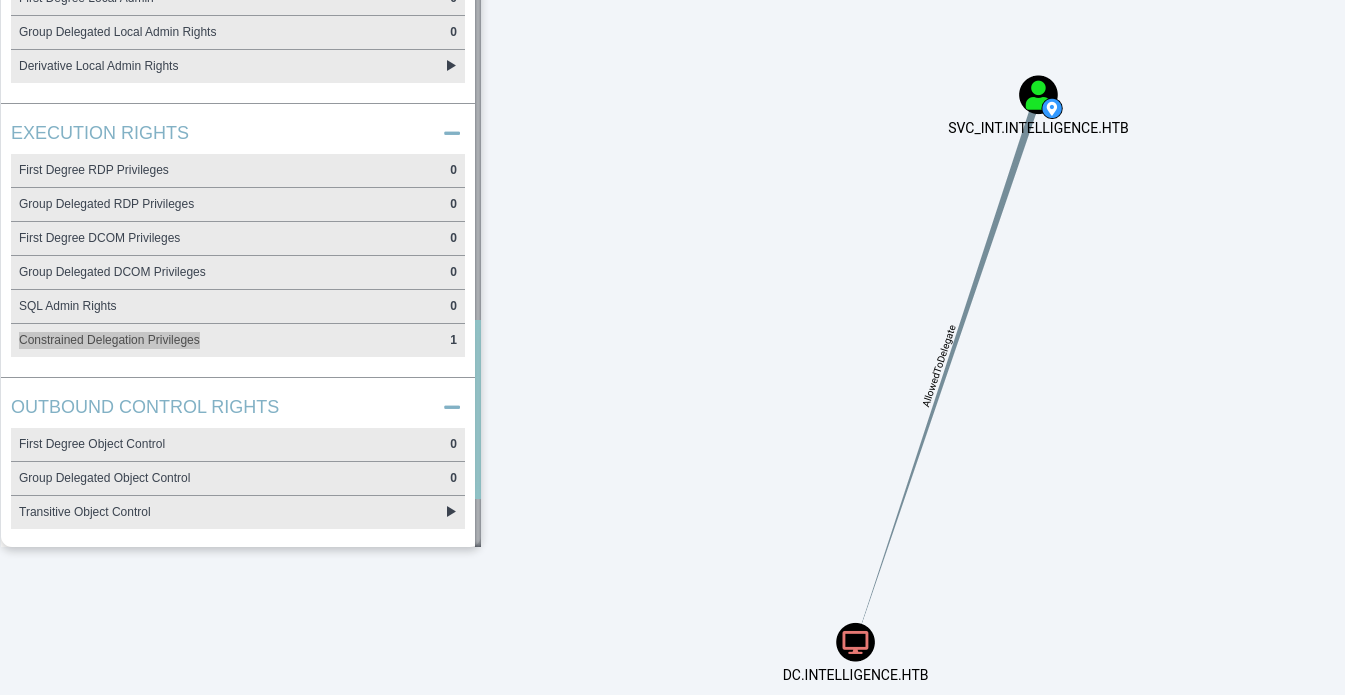 First Degree Local Admin 0
Group Delegated Local Admin Rights 0
Derivative Local Admin Rights
EXECUTION RIGHTS
First Degree RDP Privileges 0
Group Delegated RDP Privileges 0
First Degree DCOM Privileges 0
Group Delegated DCOM Privileges 0
SQL Admin Rights 0
Constrained Delegation Privileges 1
OUTBOUND CONTROL RIGHTS
First Degree Object Control 0
Group Delegated Object Control 0
Transitive Object Control
SVC_INT.INTELLIGENCE.HTB
AllowedToDelegate
DC.INTELLIGENCE.HTB